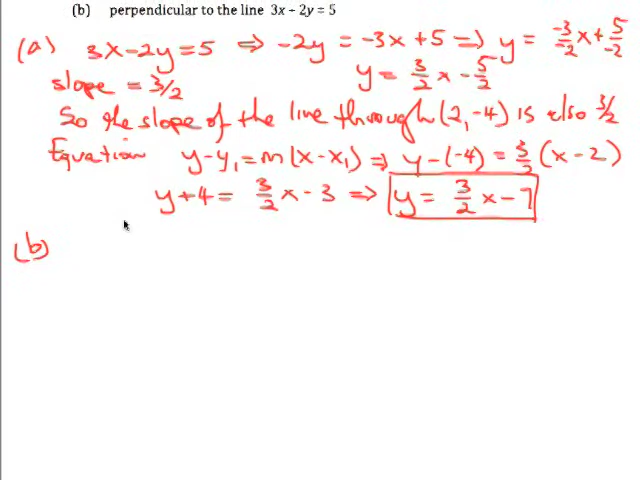 (b) perpendicular to the line 3x - 2y = 5
(a) 3x-2y=5 ⇒ -2y = -3x+5 ⇒ y = -3/-2 x + 5/-2
slope = 3/2 y = 3/2 x - 5/2
So the slope of the line through (2,-4) is also 3/2
Equation y-y₁=m(x-x₁) ⇒ y-(-4) = 3/2 (x-2)
y+4 = 3/2 x - 3 ⇒ y = 3/2 x - 7
(b)